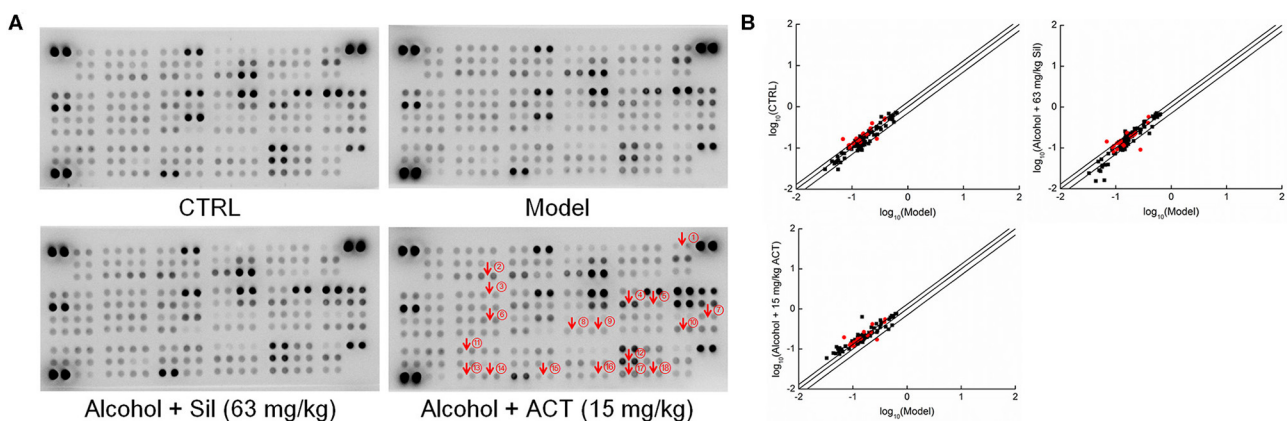 A
CTRL
Model
① 
② 
③ 
④ ⑤
⑥ ⑦
⑧ ⑨ ⑩
⑪ ⑫
⑬ ⑭ ⑮ ⑯ ⑰ ⑱
Alcohol + Sil (63 mg/kg)
Alcohol + ACT (15 mg/kg)
B
log10(CTRL)
2
1
0
-1
-2
-2 -1 0 1 2
log10(Model)
log10(Alcohol + 63 mg/kg Sil)
2
1
0
-1
-2
-2 -1 0 1 2
log10(Model)
log10(Alcohol + 15 mg/kg ACT)
2
1
0
-1
-2
-2 -1 0 1 2
log10(Model)